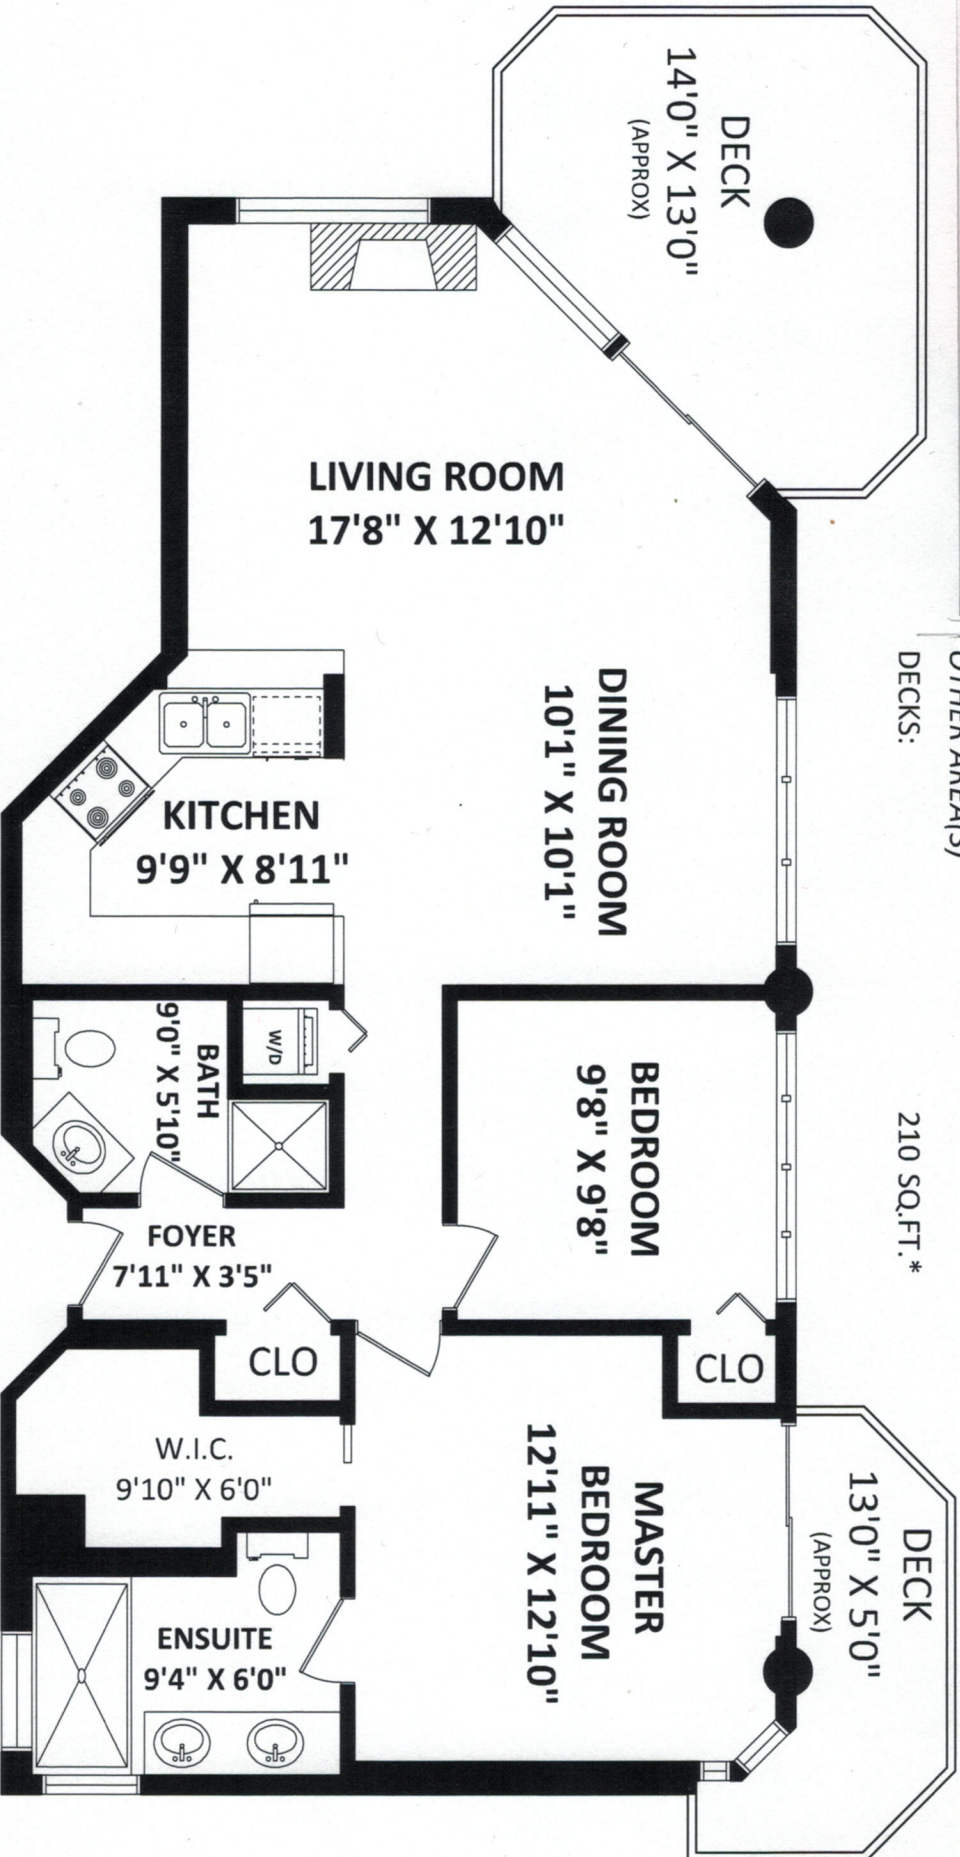 DECK
14'0" X 13'0"
(APPROX)
LIVING ROOM
17'8" X 12'10"
OTHER AREA(S)
DECKS:
210 SQ.FT.*
DINING ROOM
10'1" X 10'1"
KITCHEN
9'9" X 8'11"
W/D
BATH
9'0" X 5'10"
BEDROOM
9'8" X 9'8"
FOYER
7'11" X 3'5"
CLO
CLO
W.I.C.
9'10" X 6'0"
MASTER
BEDROOM
12'11" X 12'10"
DECK
13'0" X 5'0"
(APPROX)
ENSUITE
9'4" X 6'0"